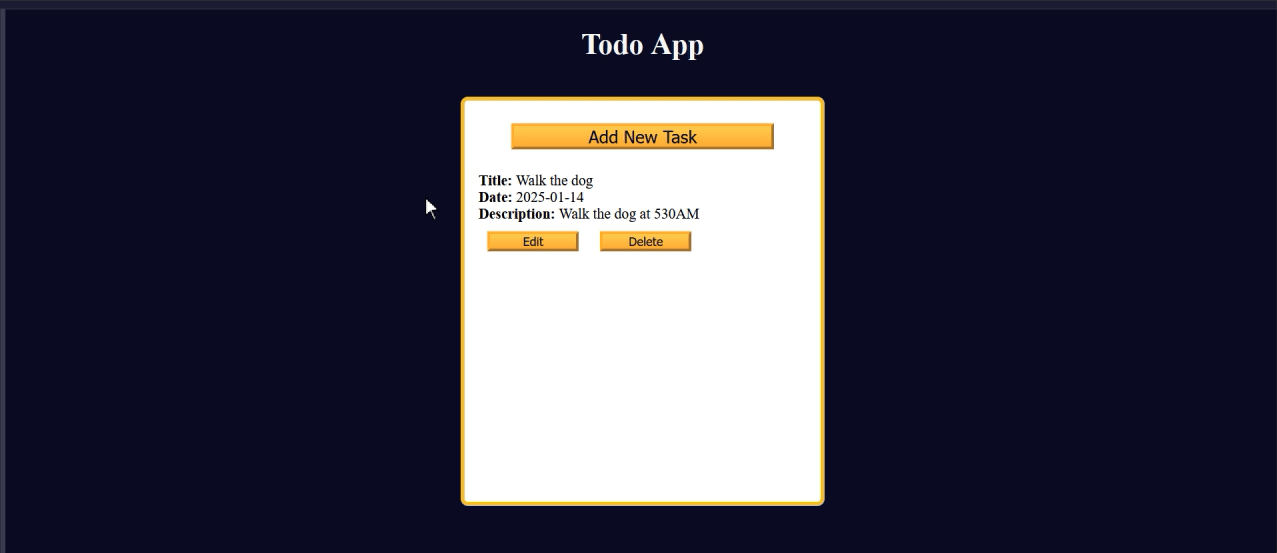 Todo App
Add New Task
Title: Walk the dog
Date: 2025-01-14
Description: Walk the dog at 530AM
Edit Delete